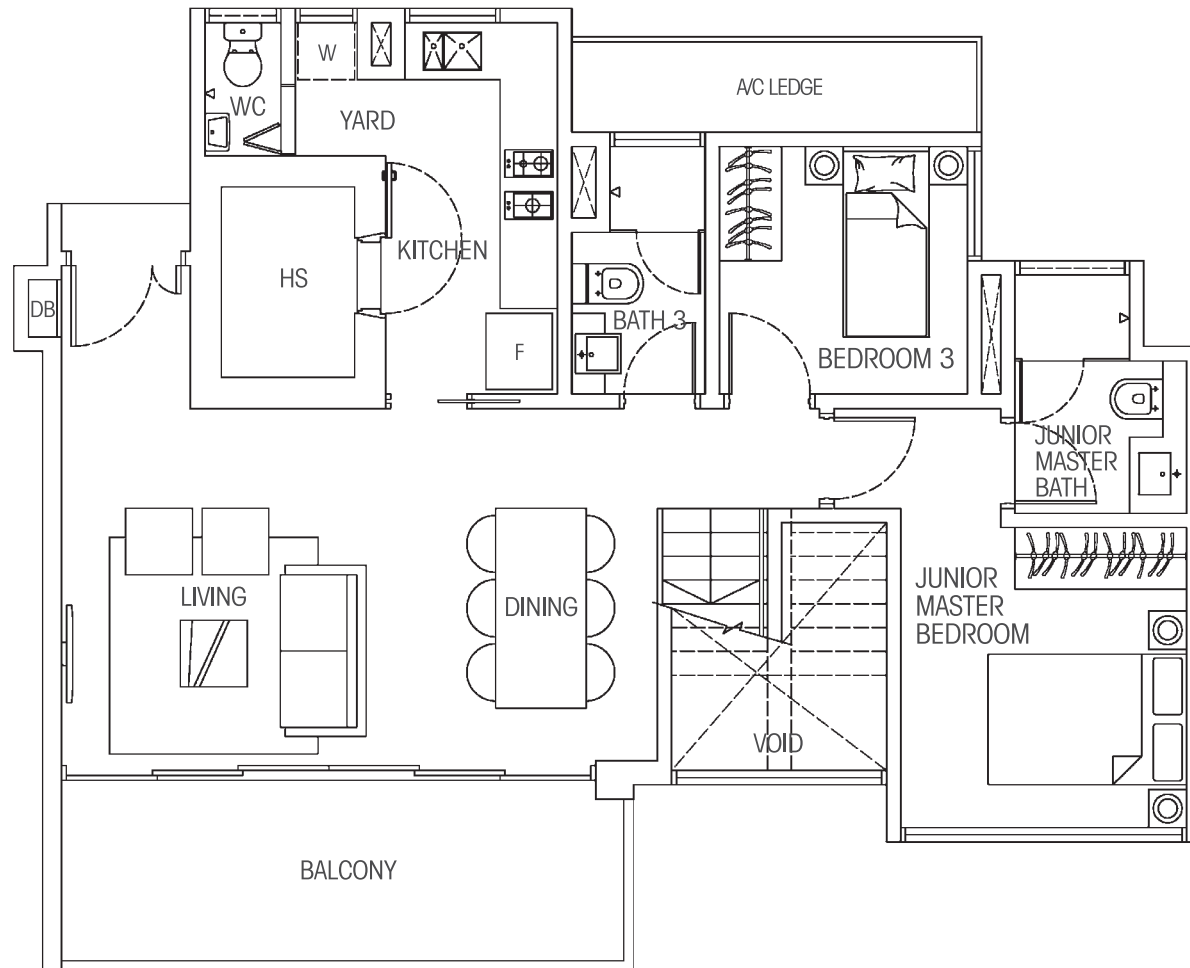 W
A/C LEDGE
WC
YARD
KITCHEN
HS
DB
BATH 3
F
BEDROOM 3
JUNIOR
MASTER
BATH
LIVING
DINING
JUNIOR
MASTER
BEDROOM
VOID
BALCONY